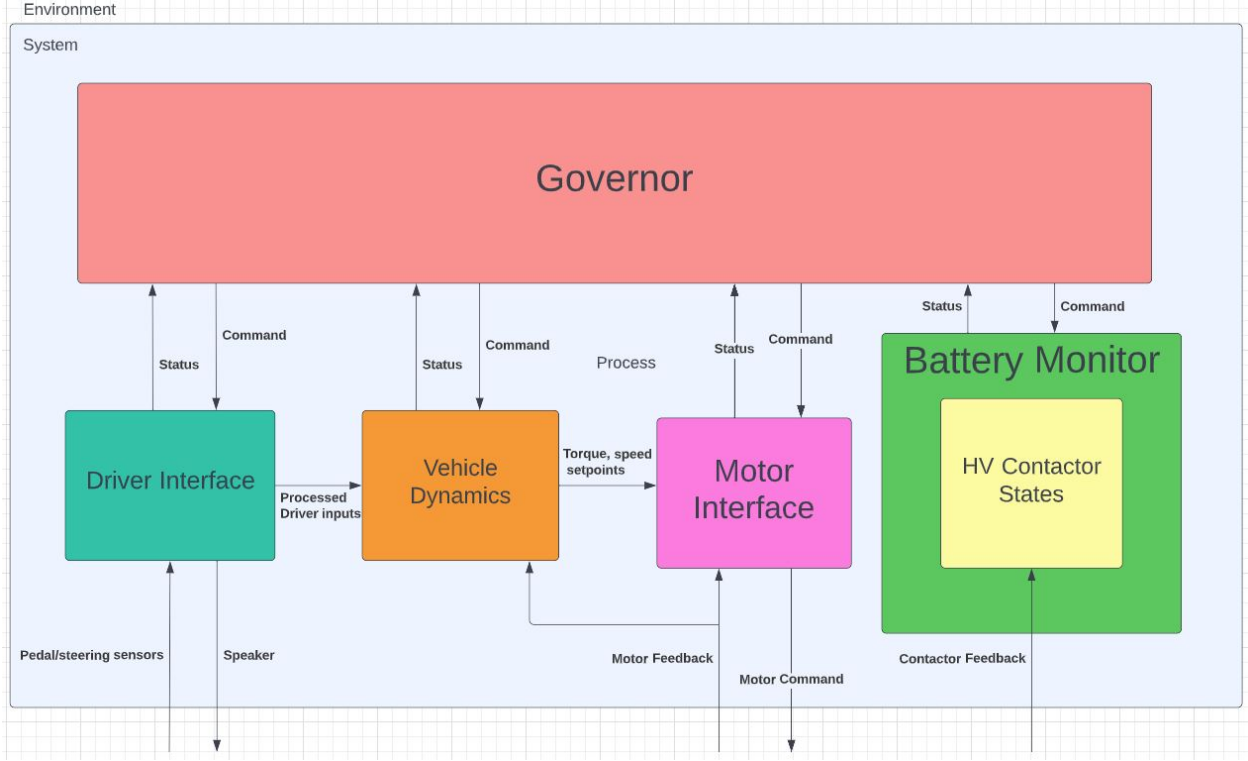 Environment
System
Governor
Status
Command
Status
Command
Process
Status
Command
Status
Command
Battery Monitor
HV Contactor
States
Driver Interface
Processed
Driver inputs
Vehicle
Dynamics
Torque, speed
setpoints
Motor
Interface
Pedal/steering sensors
Speaker
Motor Feedback
Motor Command
Contactor Feedback